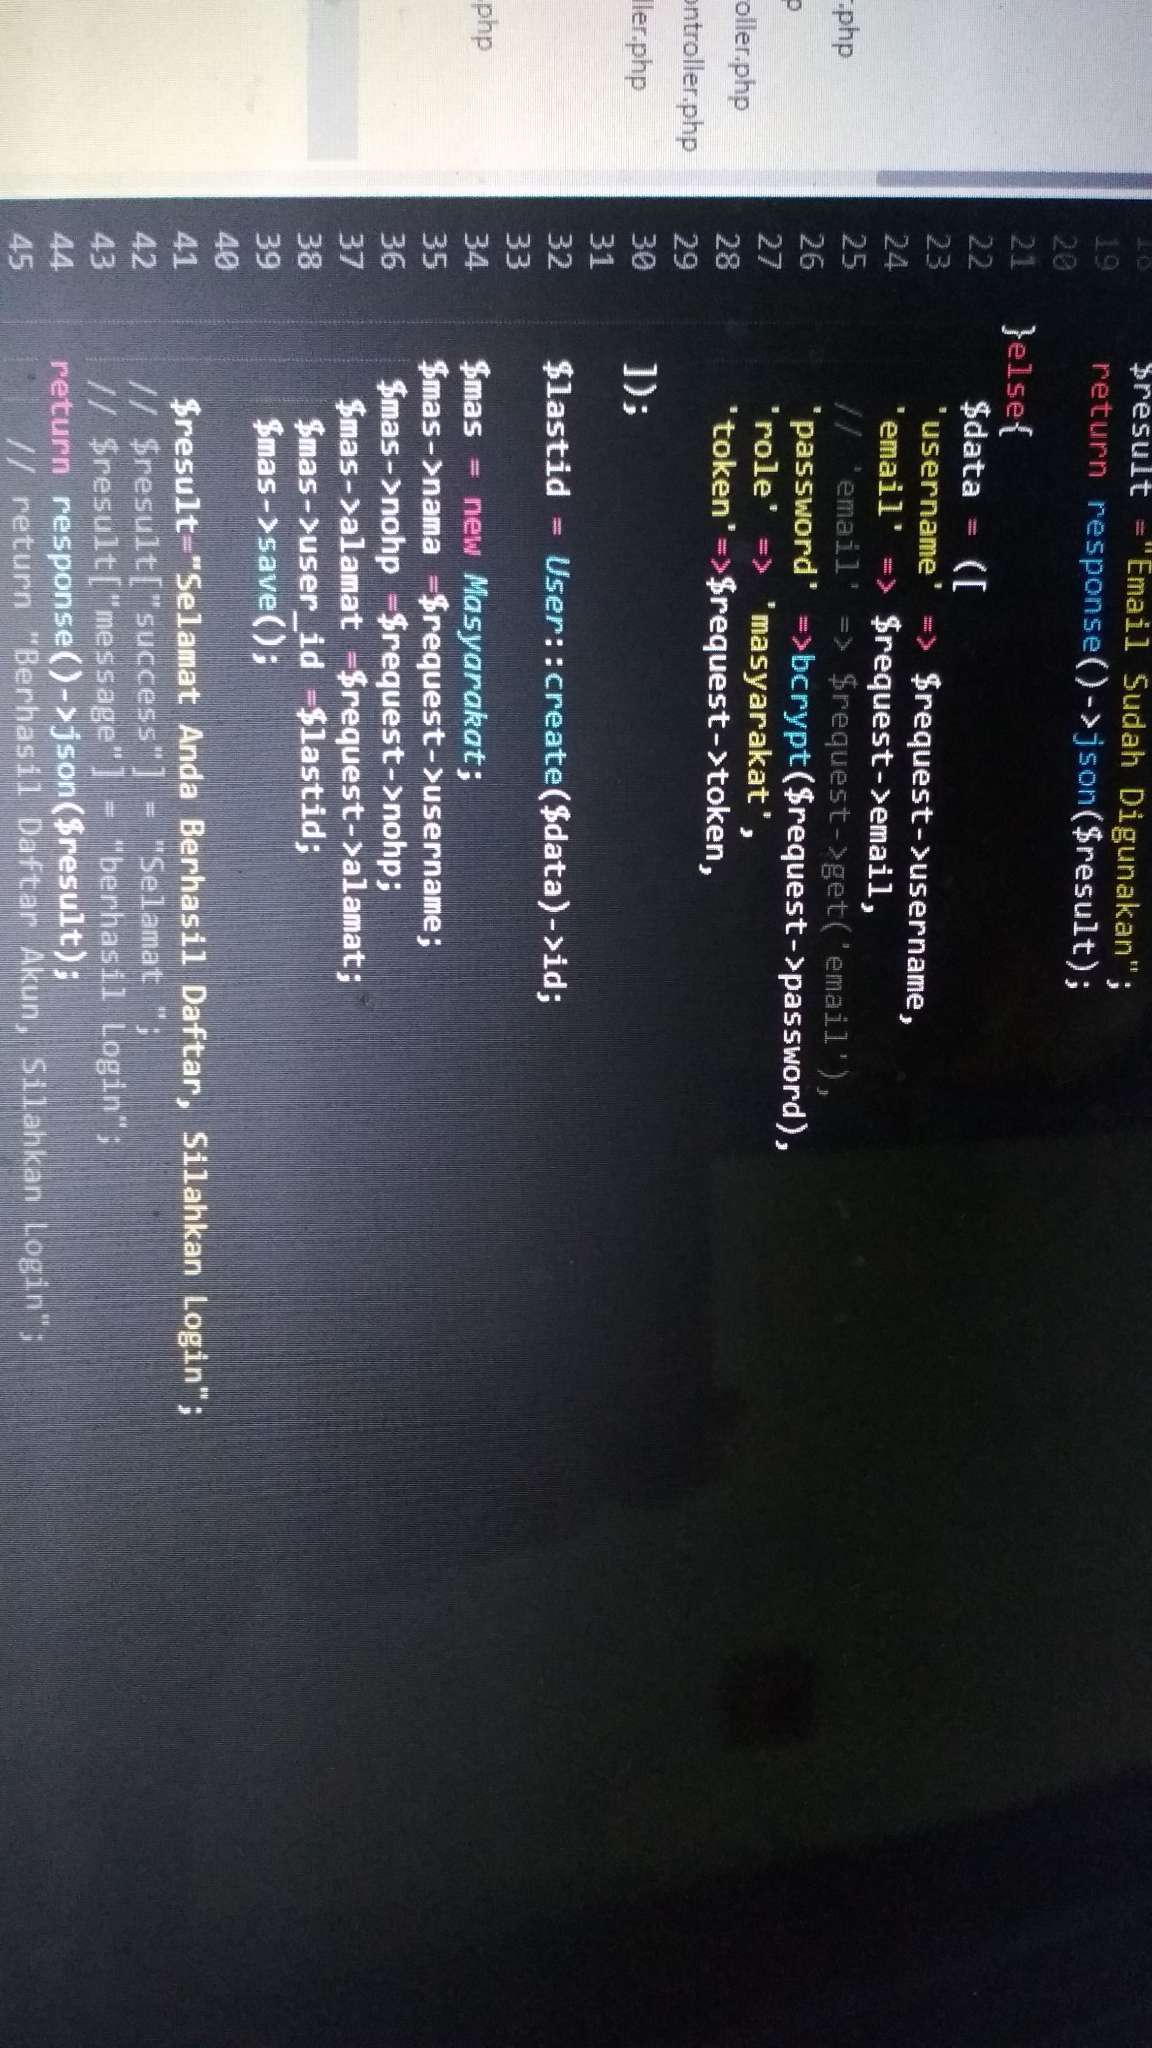 .php
oller.php
p
ontroller.php
ller.php
.php
18 $result ="Email Sudah Digunakan";
19 return response()->json($result);
20
21 }else{
22 $data = ([
23 'username' => $request->username,
24 'email' => $request->email,
25 // 'email' => $request->get('email'),
26 'password' =>bcrypt($request->password),
27 'role' => 'masyarakat',
28 'token'=>$request->token,
29
30 ]);
31
32 $lastid = User::create($data)->id;
33
34 $mas = new Masyarakat;
35 $mas->nama =$request->username;
36 $mas->nohp =$request->nohp;
37 $mas->alamat =$request->alamat;
38 $mas->user_id =$lastid;
39 $mas->save();
40
41 $result="Selamat Anda Berhasil Daftar, Silahkan Login";
42 // $result["success"] = "Selamat ";
43 // $result["message"] = "berhasil Login";
44 return response()->json($result);
45 // return "Berhasil Daftar Akun, Silahkan Login";